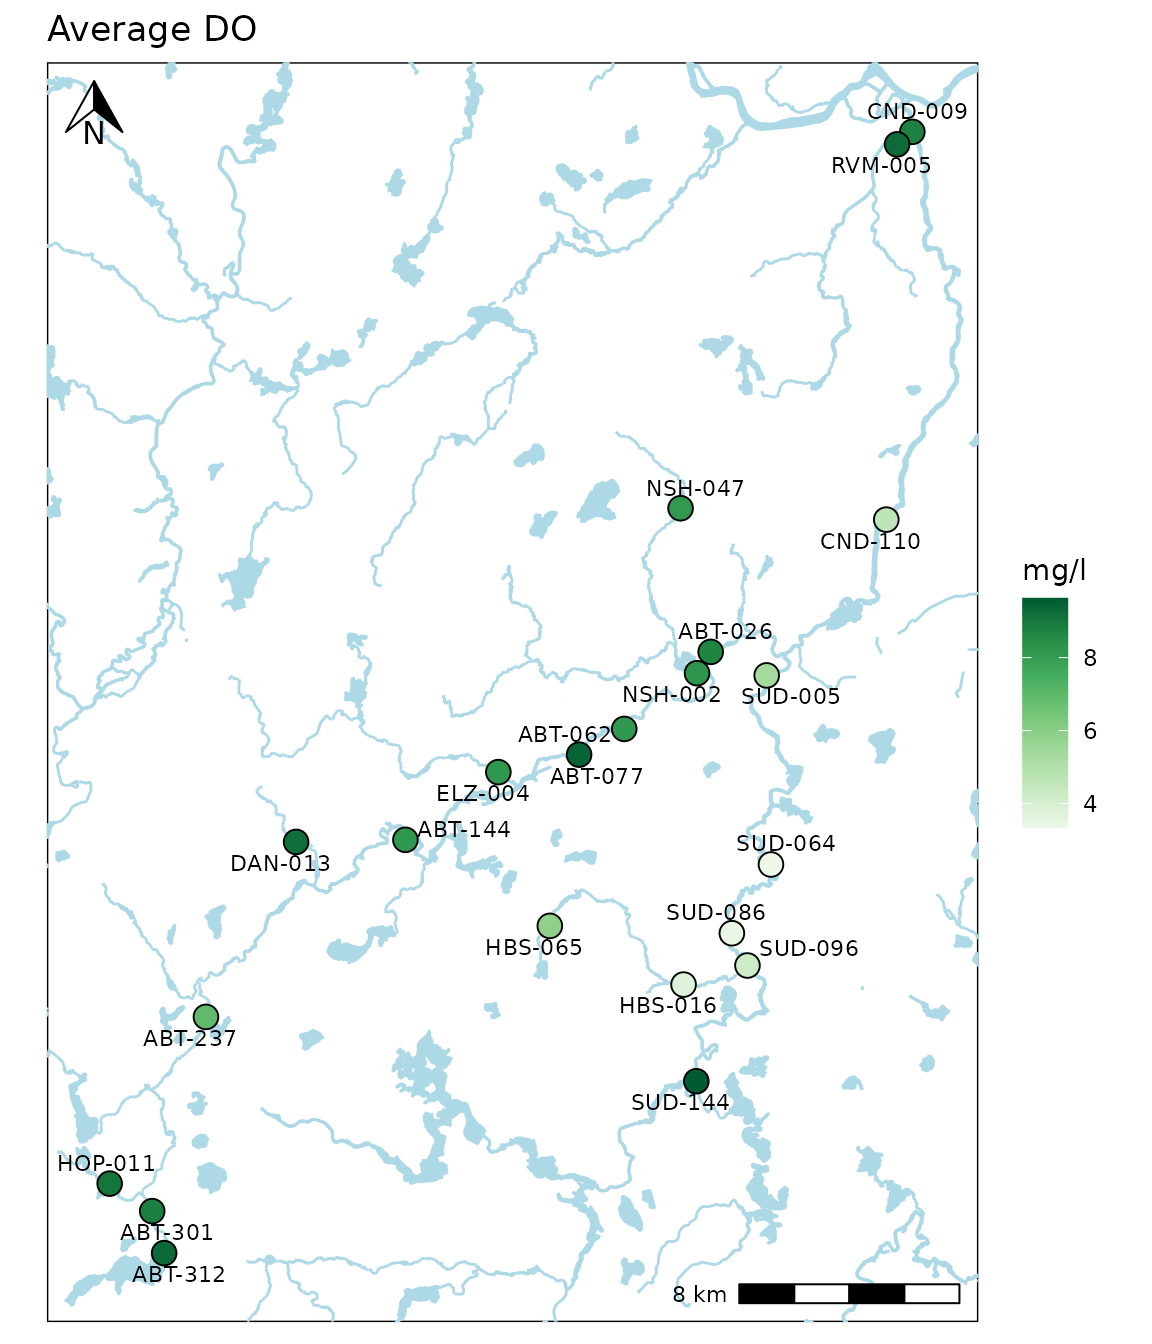 Average DO
N
CND-009
RVM-005
NSH-047
CND-110
mg/l
8
6
4
ABT-026
NSH-002
SUD-005
ABT-062
ABT-077
ELZ-004
ABT-144
DAN-013
SUD-064
SUD-086
HBS-065
SUD-096
HBS-016
ABT-237
SUD-144
HOP-011
ABT-301
ABT-312
8 km